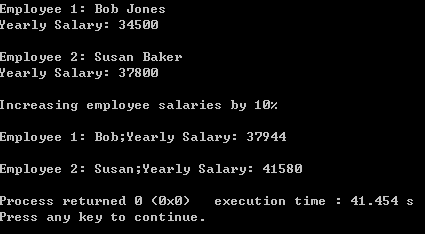 Employee 1: Bob Jones
Yearly Salary: 34500
Employee 2: Susan Baker
Yearly Salary: 37800
Increasing employee salaries by 10%
Employee 1: Bob;Yearly Salary: 37944
Employee 2: Susan;Yearly Salary: 41580
Process returned 0 (0x0)   execution time : 41.454 s
Press any key to continue.